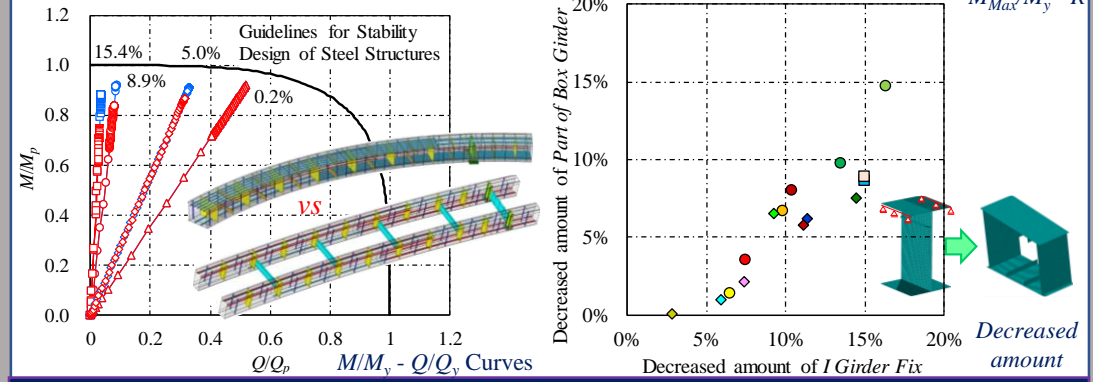 1.2
1.0
0.8
0.6
0.4
0.2
0.0
M/Mp
15.4%
5.0%
8.9%
0.2%
Guidelines for Stability
Design of Steel Structures
vs
0
0.2
0.4
0.6
0.8
1
1.2
Q/Qp
M/My - Q/Qy Curves
MMax/My - R
20%
15%
10%
5%
0%
Decreased amount of Part of Box Girder
0%
5%
10%
15%
20%
Decreased amount of I Girder Fix
Decreased
amount